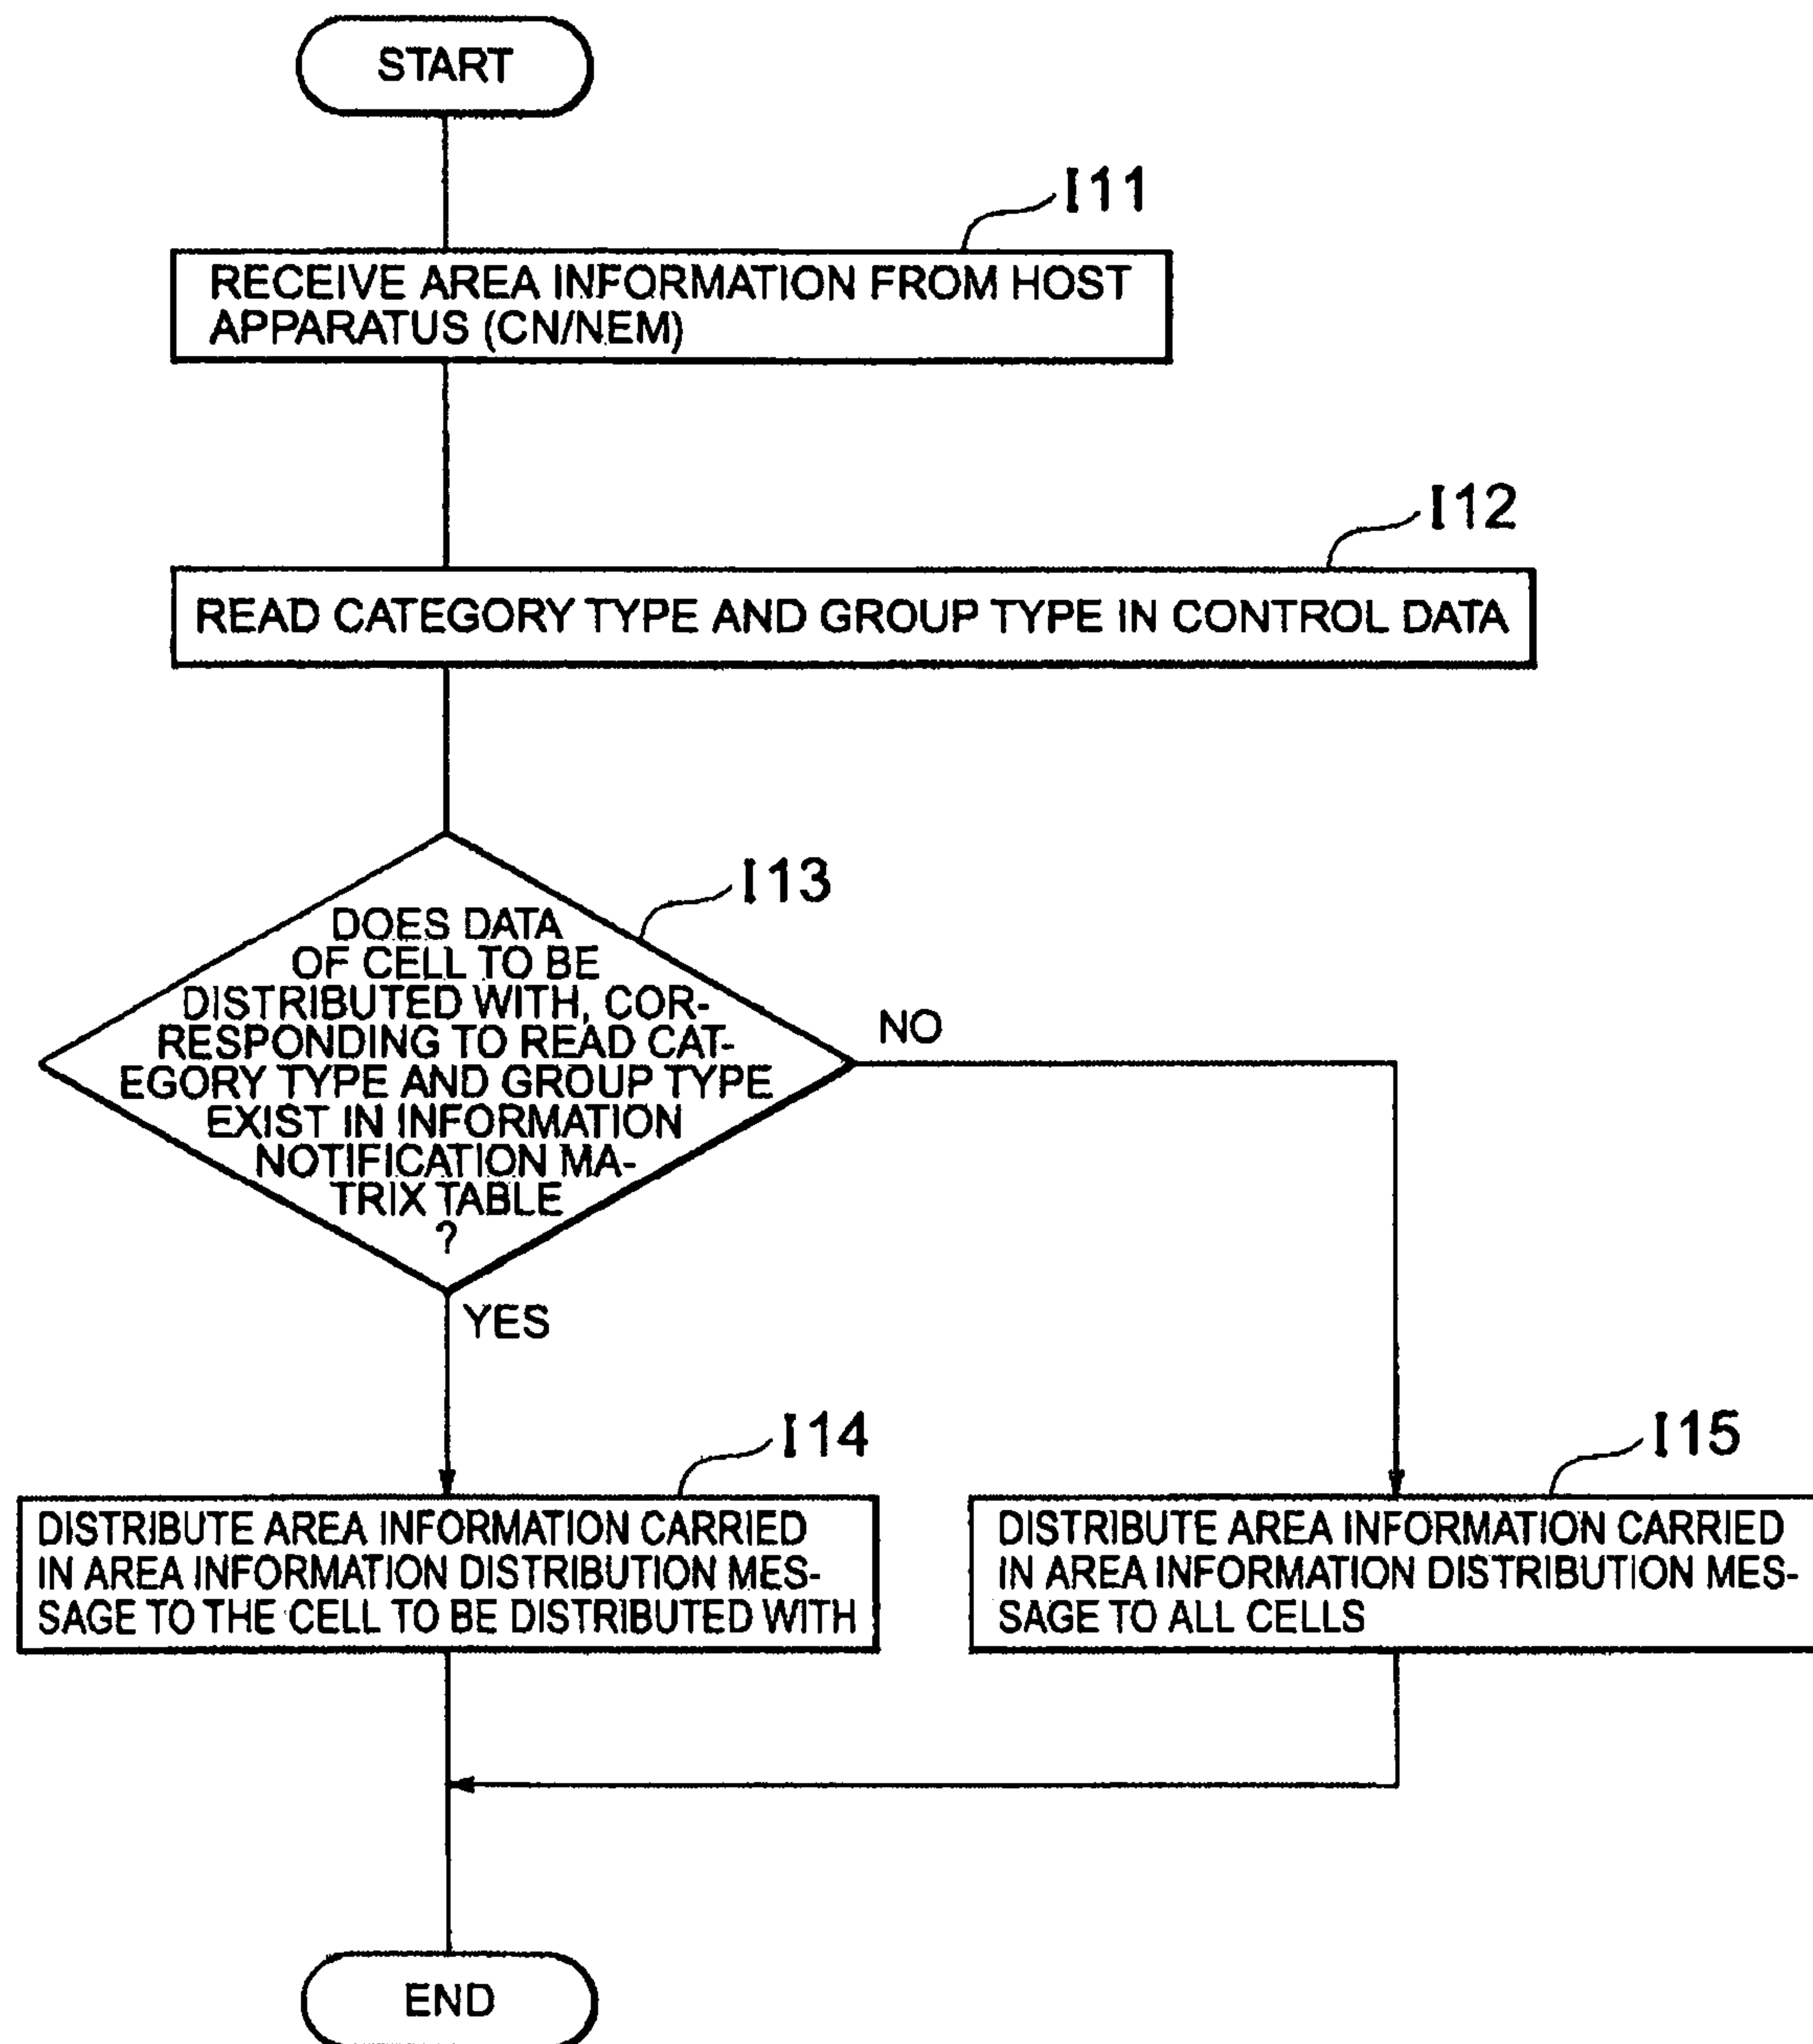 START
I11
RECEIVE AREA INFORMATION FROM HOST
APPARATUS (CN/NEM)
I12
READ CATEGORY TYPE AND GROUP TYPE IN CONTROL DATA
I13
DOES DATA
OF CELL TO BE
DISTRIBUTED WITH, COR-
RESPONDING TO READ CAT-
EGORY TYPE AND GROUP TYPE
EXIST IN INFORMATION
NOTIFICATION MA-
TRIX TABLE
?
NO
YES
I14
DISTRIBUTE AREA INFORMATION CARRIED
IN AREA INFORMATION DISTRIBUTION MES-
SAGE TO THE CELL TO BE DISTRIBUTED WITH
I15
DISTRIBUTE AREA INFORMATION CARRIED
IN AREA INFORMATION DISTRIBUTION MES-
SAGE TO ALL CELLS
END